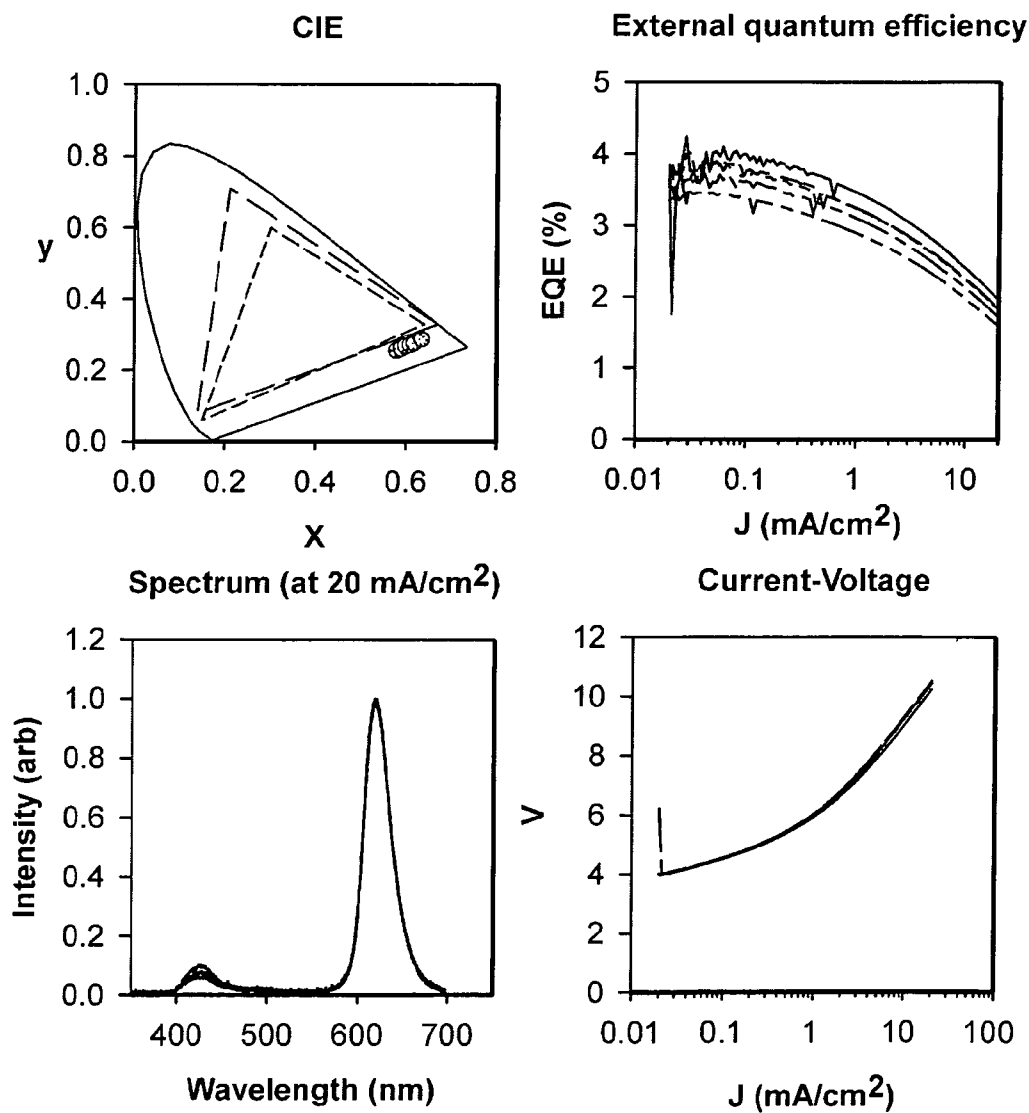 CIE
1.0
0.8
0.6
0.4
0.2
0.0
y
0.0 0.2 0.4 0.6 0.8
X
External quantum efficiency
5
4
3
2
1
0
EQE (%)
0.01 0.1 1 10
J (mA/cm²)
Spectrum (at 20 mA/cm²)
1.2
1.0
0.8
0.6
0.4
0.2
0.0
Intensity (arb)
400 500 600 700
Wavelength (nm)
Current-Voltage
12
10
8
6
4
2
0
V
0.01 0.1 1 10 100
J (mA/cm²)